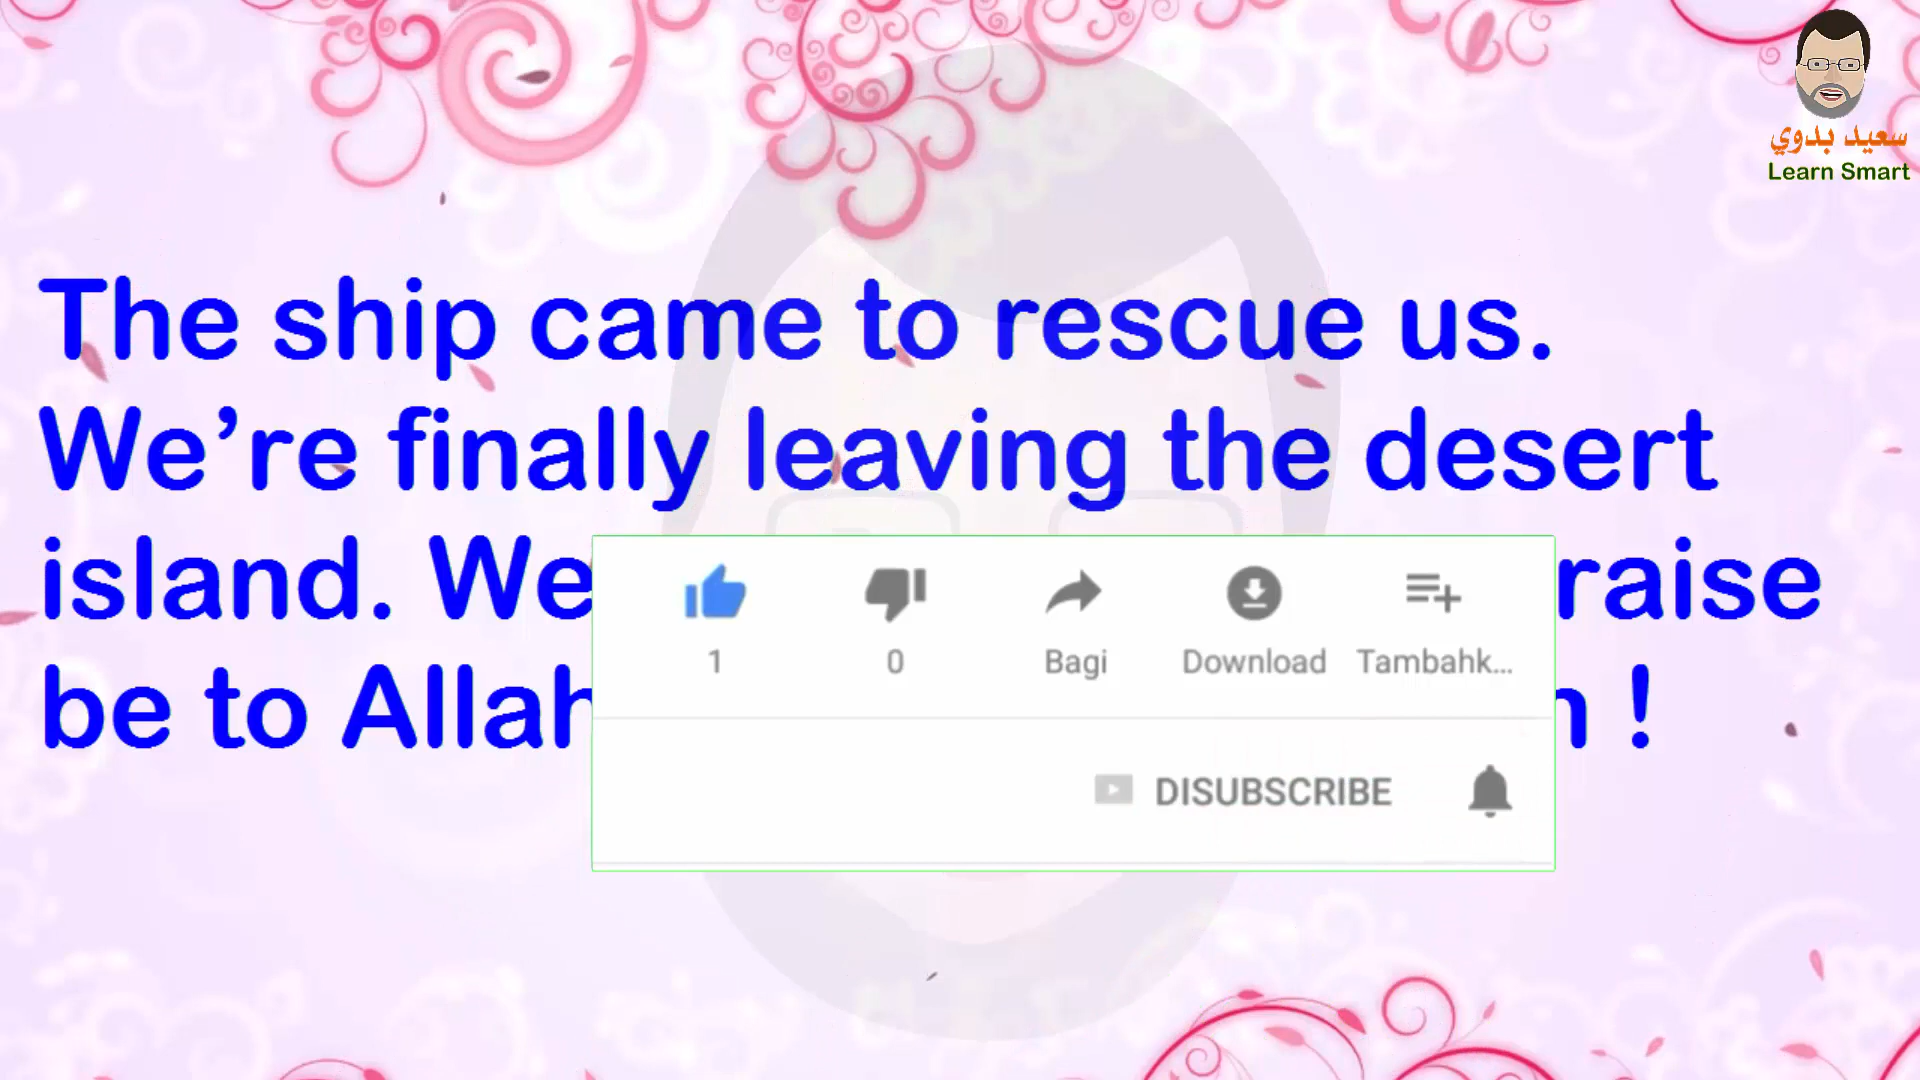 سعيد بدوي
Learn Smart
The ship came to rescue us.
We’re finally leaving the desert
island. We raise
be to Allah !
1 0 Bagi Download Tambahk...
DISUBSCRIBE